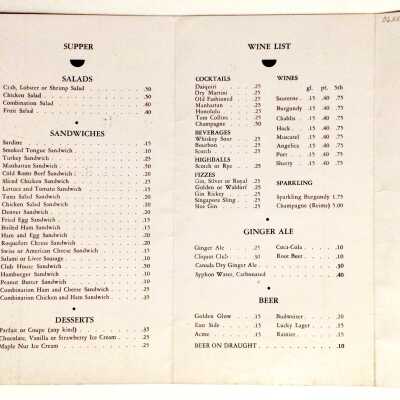 SUPPER
SALADS
Crab, Lobster or Shrimp Salad .50
Chicken Salad .50
Combination Salad .40
Fruit Salad .40
SANDWICHES
Sardine .15
Smoked Tongue Sandwich .10
Turkey Sandwich .25
Manhattan Sandwich .50
Cold Roast Beef Sandwich .20
Sliced Chicken Sandwich .25
Lettuce and Tomato Sandwich .15
Tuna Salad Sandwich .20
Chicken Salad Sandwich .20
Denver Sandwich .20
Fried Egg Sandwich .15
Boiled Ham Sandwich .15
Ham and Egg Sandwich .20
Roquefort Cheese Sandwich .20
Swiss or American Cheese Sandwich .15
Salami or Liver Sausage .10
Club House Sandwich .50
Hamburger Sandwich .10
Peanut Butter Sandwich .10
Combination Ham and Cheese Sandwich .25
Combination Chicken and Ham Sandwich .25
DESSERTS
Parfait or Coupe (any kind) .35
Chocolate, Vanilla or Strawberry Ice Cream .25
Maple Nut Ice Cream .25
WINE LIST
COCKTAILS
Daiquiri .25
Dry Martini .25
Old Fashioned .25
Manhattan .25
Honolulu .25
Tom Collins .25
Champagne .50
BEVERAGES
Whiskey Sour .25
Bourbon .25
Scotch .25
HIGHBALLS
Scotch or Rye .25
FIZZES
Gin, Silver or Royal .25
Golden or Waldorf .25
Gin Rickey .25
Singapore Sling .25
Sloe Gin .25
WINES
gl. pt. 5th
Sauterne .15 .40 .75
Burgundy .15 .40 .75
Chablis .15 .40 .75
Hock .15 .40 .75
Muscatel .15 .40 .75
Angelica .15 .40 .75
Port .15 .40 .75
Sherry .15 .40 .75
SPARKLING
Sparkling Burgundy 1.75
Champagne (Reims) 5.00
GINGER ALE
Ginger Ale .25
Cliquot Club .30
Canada Dry Ginger Ale .30
Syphon Water, Carbonated .40
Coca-Cola .10
Root Beer .10
BEER
Golden Glow .15
East Side .15
Acme .15
Budweiser .20
Lucky Lager .15
Rainier .15
BEER ON DRAUGHT .10